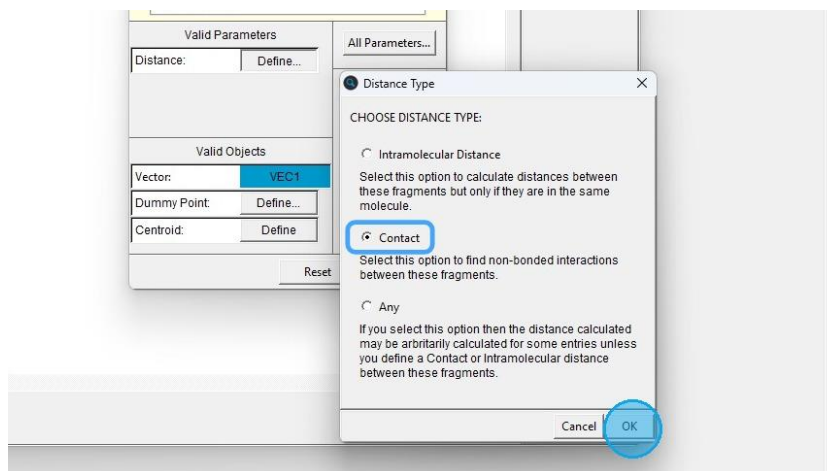 Valid Parameters
All Parameters...
Distance:
Define...
Valid Objects
Vector:
VEC1
Dummy Point:
Define...
Centroid:
Define
Reset
Distance Type
CHOOSE DISTANCE TYPE:
Intramolecular Distance
Select this option to calculate distances between
these fragments but only if they are in the same
molecule.
Contact
Select this option to find non-bonded interactions
between these fragments.
Any
If you select this option then the distance calculated
may be arbritarily calculated for some entries unless
you define a Contact or Intramolecular distance
between these fragments.
Cancel
OK